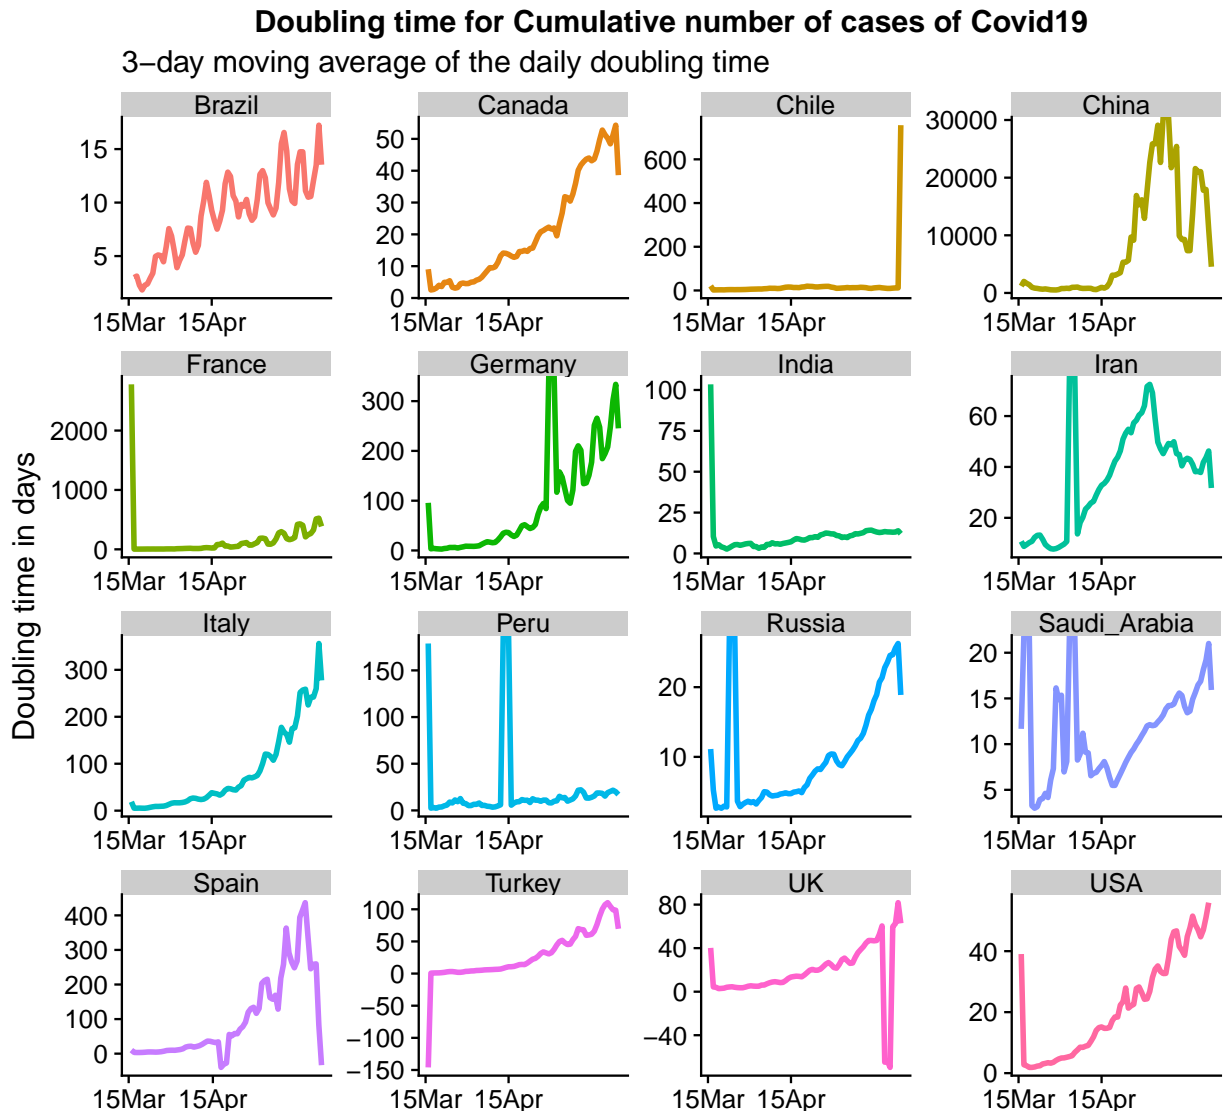 Doubling time for Cumulative number of cases of Covid19
3−day moving average of the daily doubling time
Doubling time in days
Brazil
15
10
5
15Mar 15Apr
Canada
50
40
30
20
10
0
15Mar 15Apr
Chile
600
400
200
0
15Mar 15Apr
China
30000
20000
10000
0
15Mar 15Apr
France
2000
1000
0
15Mar 15Apr
Germany
300
200
100
0
15Mar 15Apr
India
100
75
50
25
0
15Mar 15Apr
Iran
60
40
20
15Mar 15Apr
Italy
300
200
100
0
15Mar 15Apr
Peru
150
100
50
0
15Mar 15Apr
Russia
20
10
15Mar 15Apr
Saudi_Arabia
20
15
10
5
15Mar 15Apr
Spain
400
300
200
100
0
15Mar 15Apr
Turkey
100
50
0
−50
−100
−150
15Mar 15Apr
UK
80
40
0
−40
15Mar 15Apr
USA
40
20
0
15Mar 15Apr